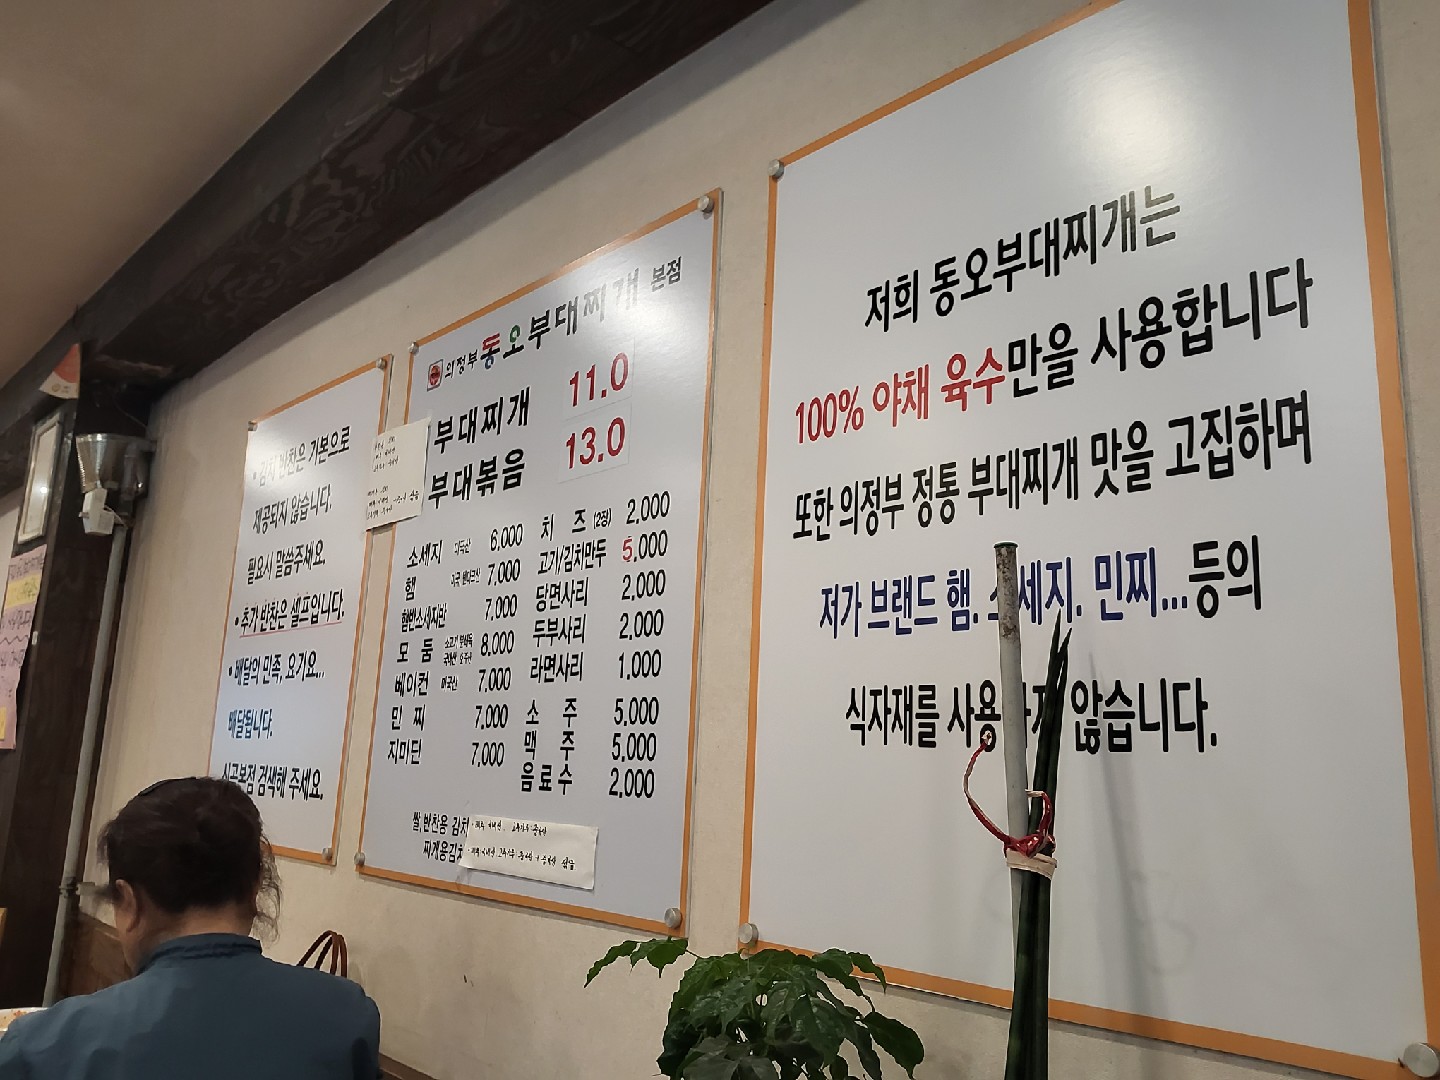 • 김치 반찬은 기본으로
제공되지 않습니다.
필요시 말씀주세요.
• 추가 반찬은 셀프입니다.
• 배달의 민족, 요기요...
배달됩니다.
검색해 주세요.
의정부 동오부대찌개 본점
부대찌개 11.0
부대볶음 13.0
소세지 6,000
햄 7,000
햄반소세지반 7,000
모둠 8,000
베이컨 미국산 7,000
민찌 7,000
지마단 7,000
치즈 (2장) 2,000
고기/김치만두 5,000
당면사리 2,000
두부사리 2,000
라면사리 1,000
소주 5,000
맥주 5,000
음료수 2,000
쌀, 반찬용 김치
찌개용김치
저희 동오부대찌개는
100% 야채 육수만을 사용합니다
또한 의정부 정통 부대찌개 맛을 고집하며
저가 브랜드 햄. 소세지. 민찌...등의
식자재를 사용하지 않습니다.